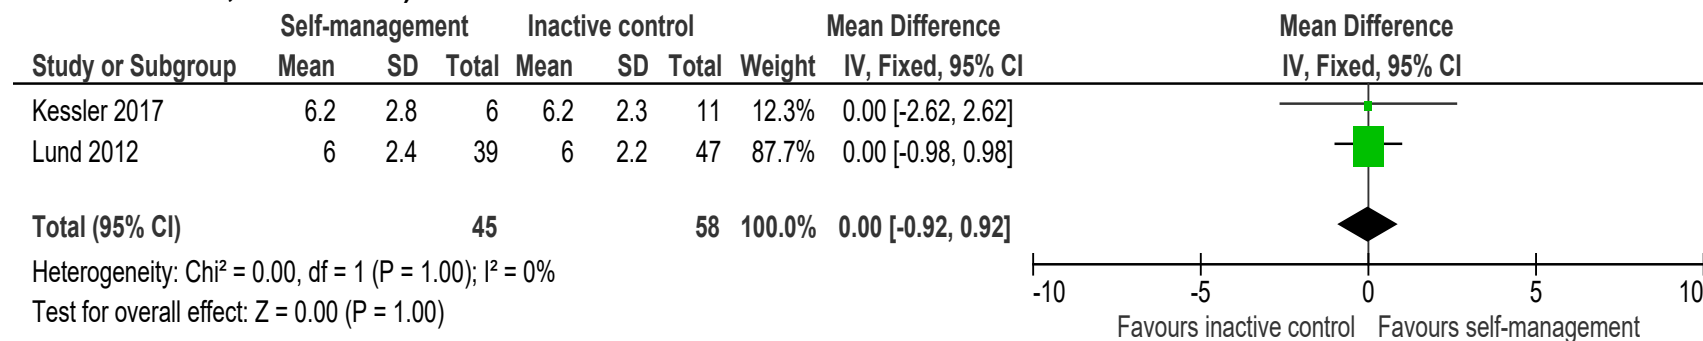 Self-management Inactive control Mean Difference Mean Difference
Study or Subgroup Mean SD Total Mean SD Total Weight IV, Fixed, 95% CI IV, Fixed, 95% CI
Kessler 2017 6.2 2.8 6 6.2 2.3 11 12.3% 0.00 [-2.62, 2.62]
Lund 2012 6 2.4 39 6 2.2 47 87.7% 0.00 [-0.98, 0.98]
Total (95% CI) 45 58 100.0% 0.00 [-0.92, 0.92]
Heterogeneity: Chi² = 0.00, df = 1 (P = 1.00); I² = 0%
Test for overall effect: Z = 0.00 (P = 1.00)
-10 -5 0 5 10
Favours inactive control Favours self-management